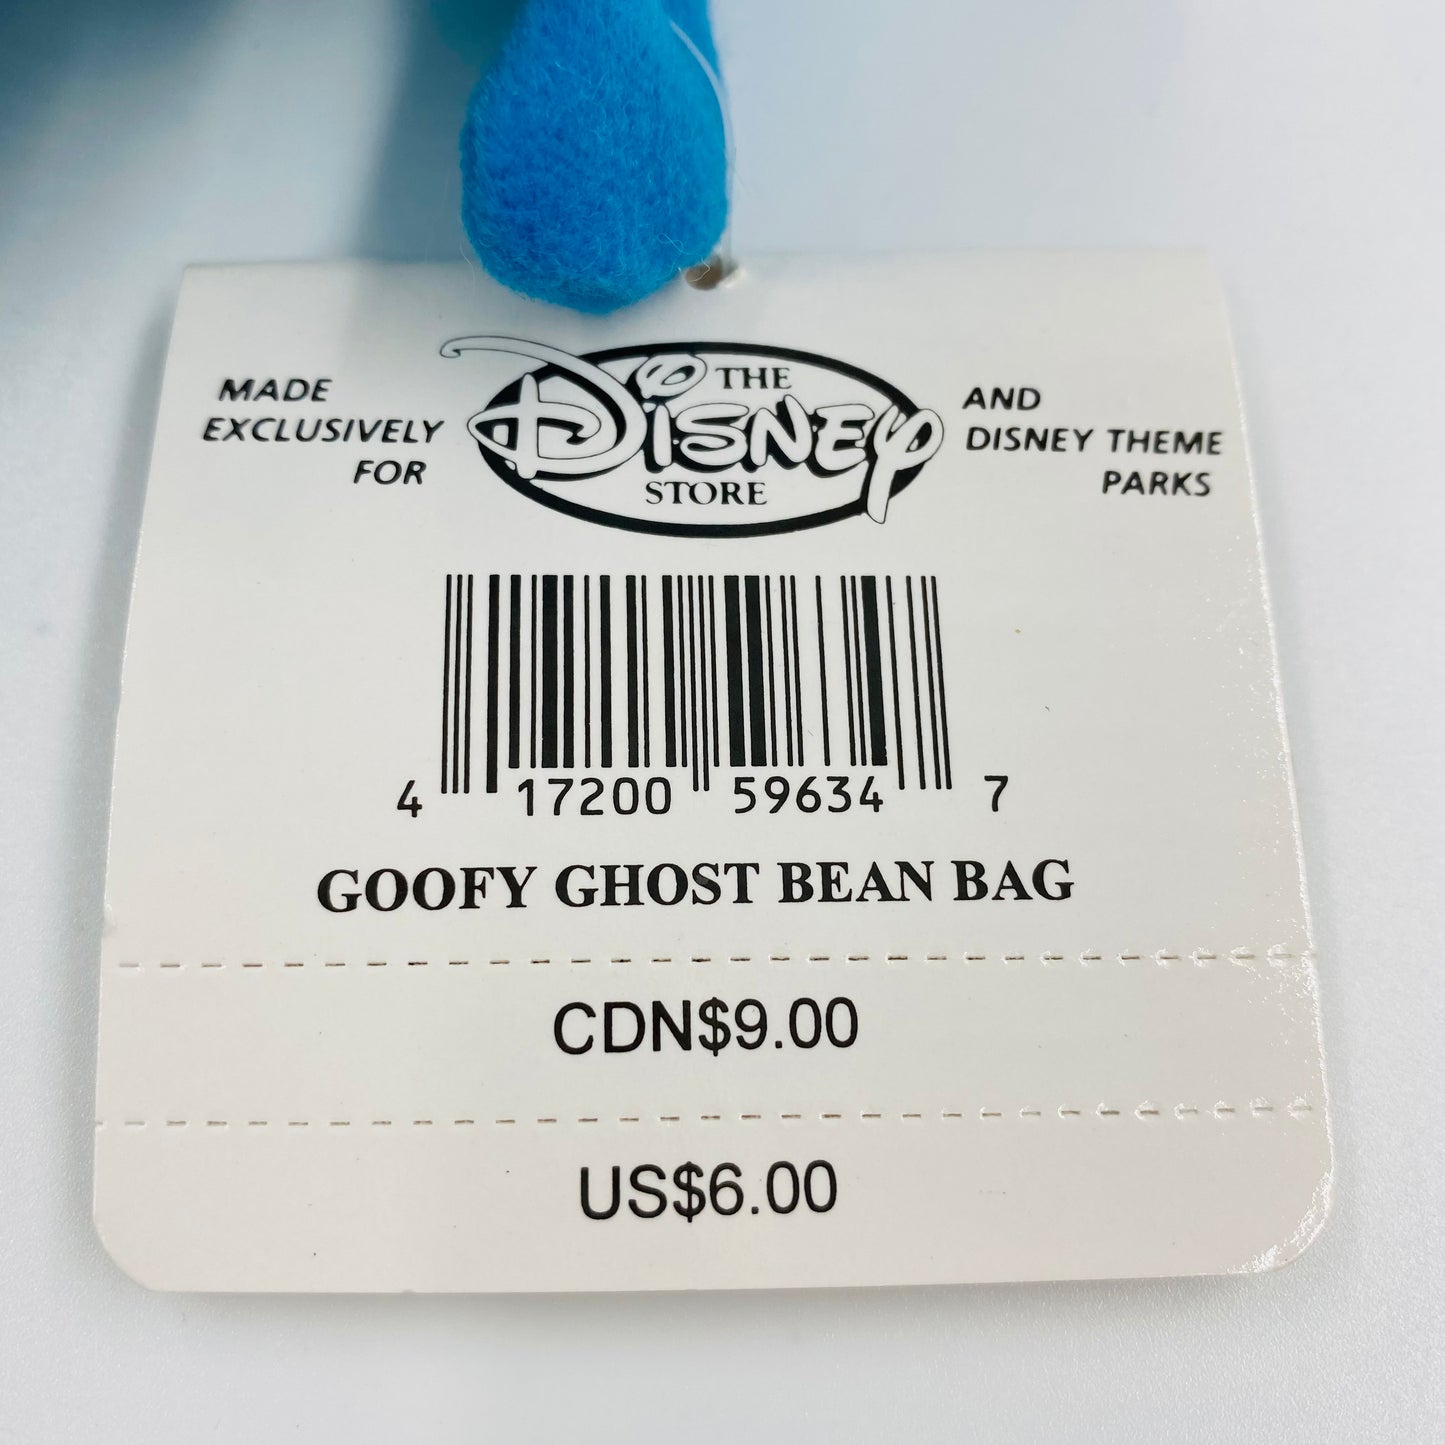 MADE
EXCLUSIVELY
FOR
THE
DISNEY
STORE
AND
DISNEY THEME
PARKS
4 17200 59634 7
GOOFY GHOST BEAN BAG
CDN$9.00
US$6.00